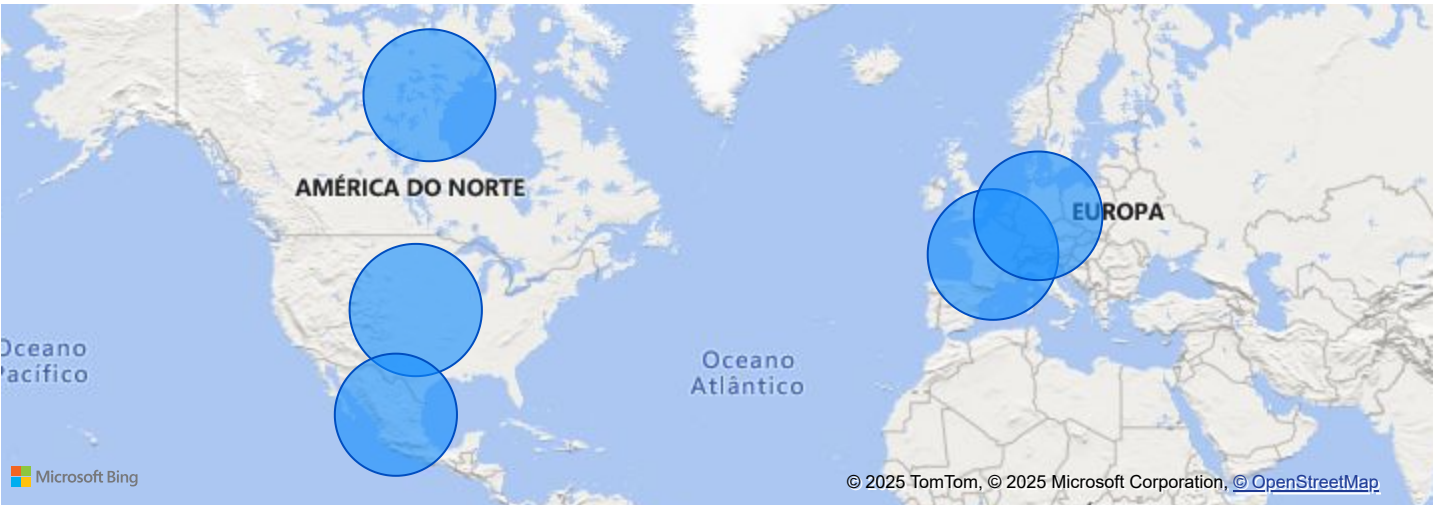 AMÉRICA DO NORTE
EUROPA
Oceano
Pacífico
Oceano
Atlântico
Microsoft Bing
© 2025 TomTom, © 2025 Microsoft Corporation, © OpenStreetMap